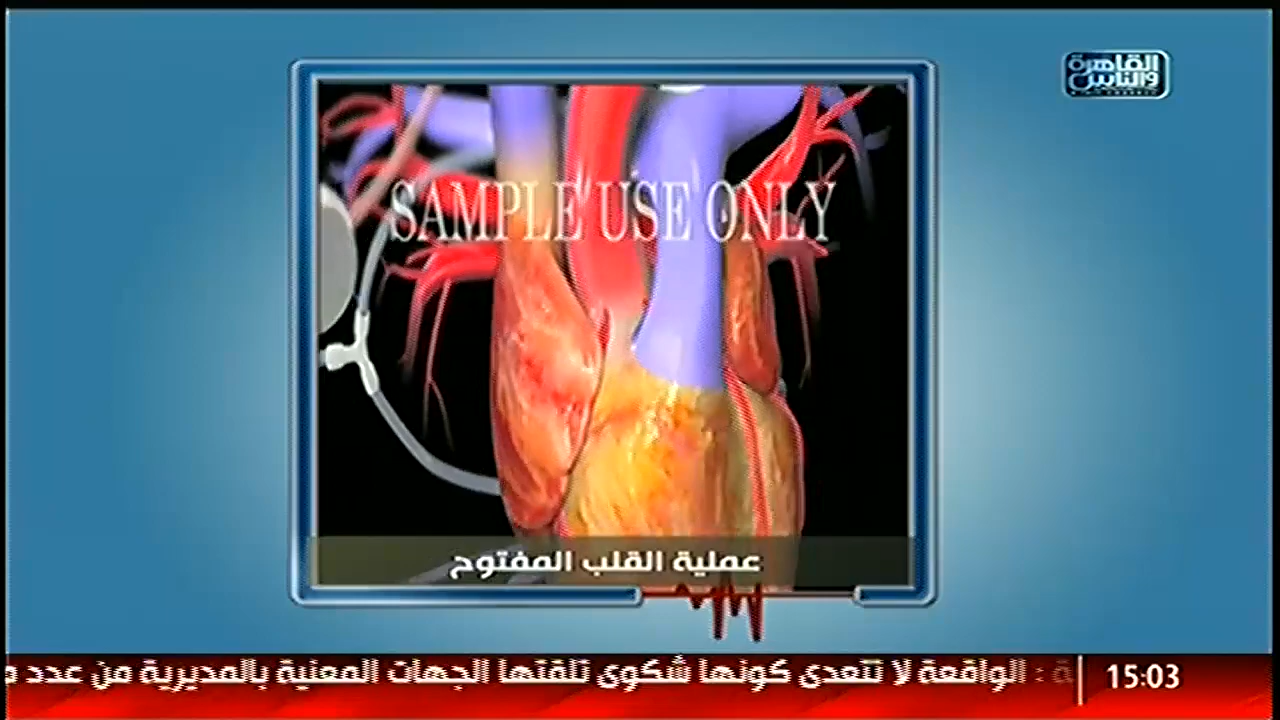 القاهرة
والناس
SAMPLE USE ONLY
عملية القلب المفتوح
: الواقعة لا تتعدى كونها شكوى تلقتها الجهات المعنية بالمديرية من عدد
15:03